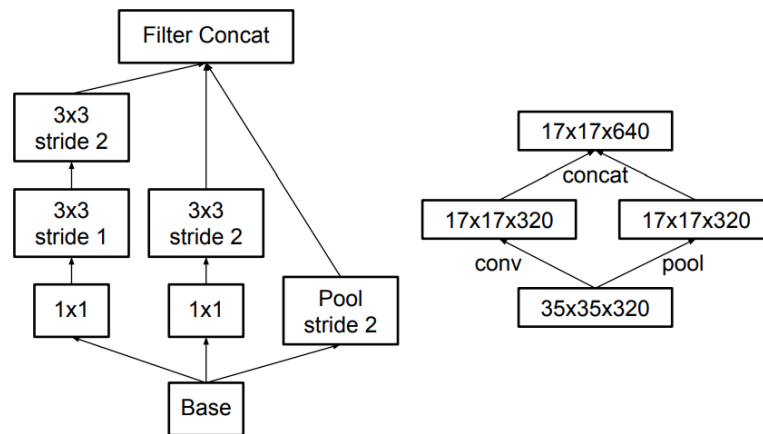 Filter Concat
3x3
stride 2
3x3
stride 1
3x3
stride 2
1x1
1x1
Pool
stride 2
Base
17x17x640
concat
17x17x320
17x17x320
conv
pool
35x35x320